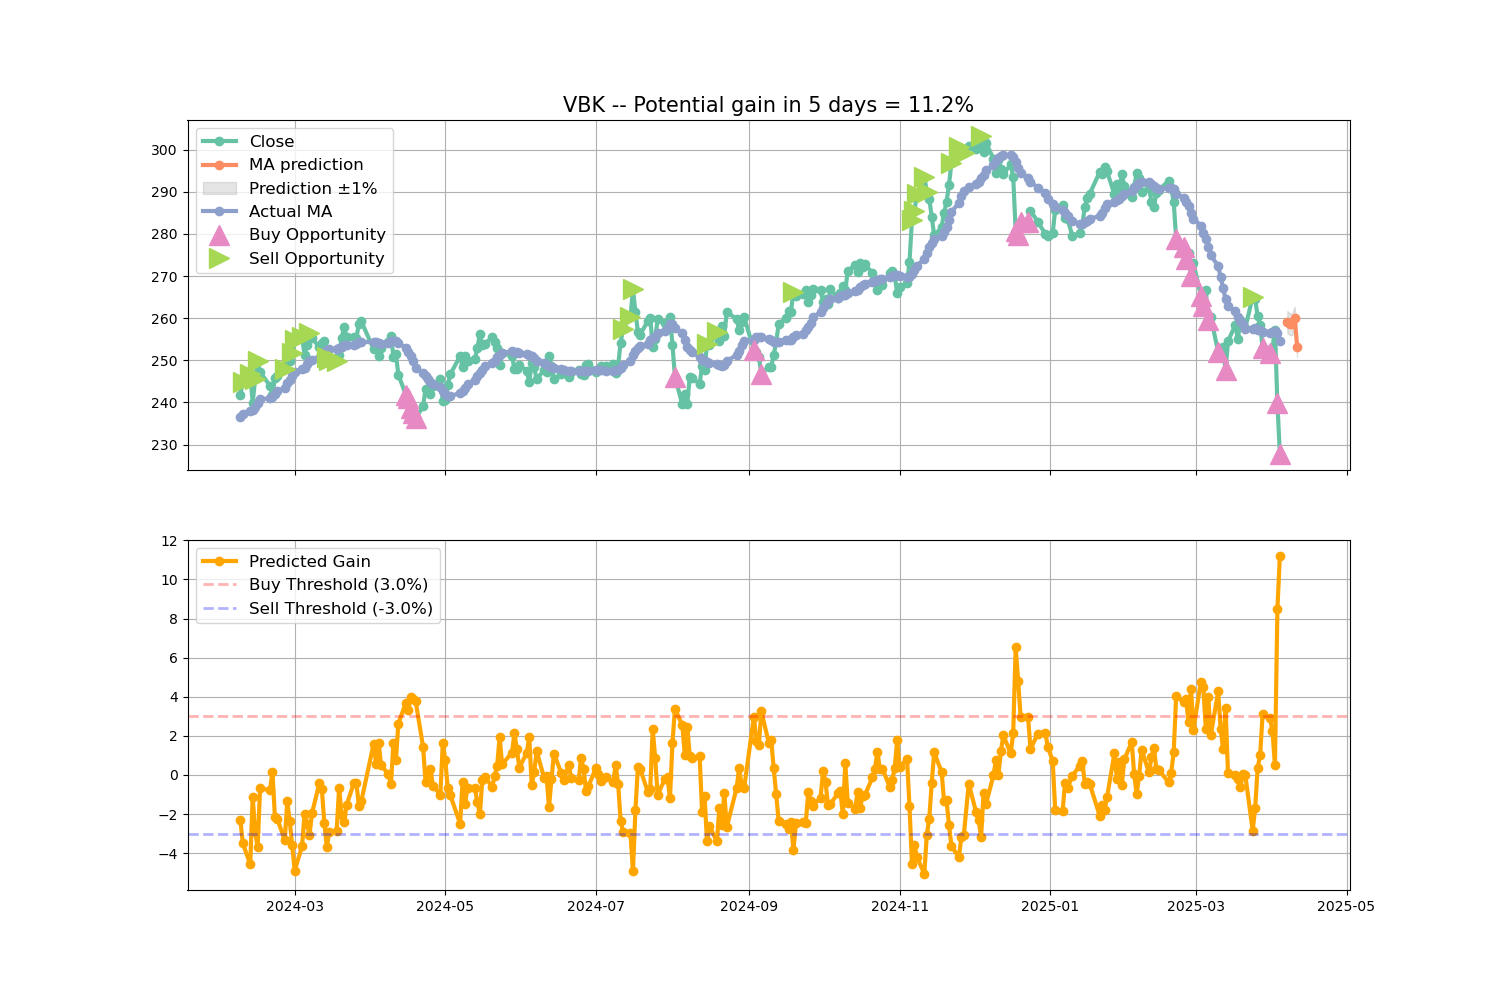 VBK -- Potential gain in 5 days = 11.2%
Close
MA prediction
Prediction ±1%
Actual MA
Buy Opportunity
Sell Opportunity
300
290
280
270
260
250
240
230
12
10
8
6
4
2
0
−2
−4
Predicted Gain
Buy Threshold (3.0%)
Sell Threshold (-3.0%)
2024-03
2024-05
2024-07
2024-09
2024-11
2025-01
2025-03
2025-05